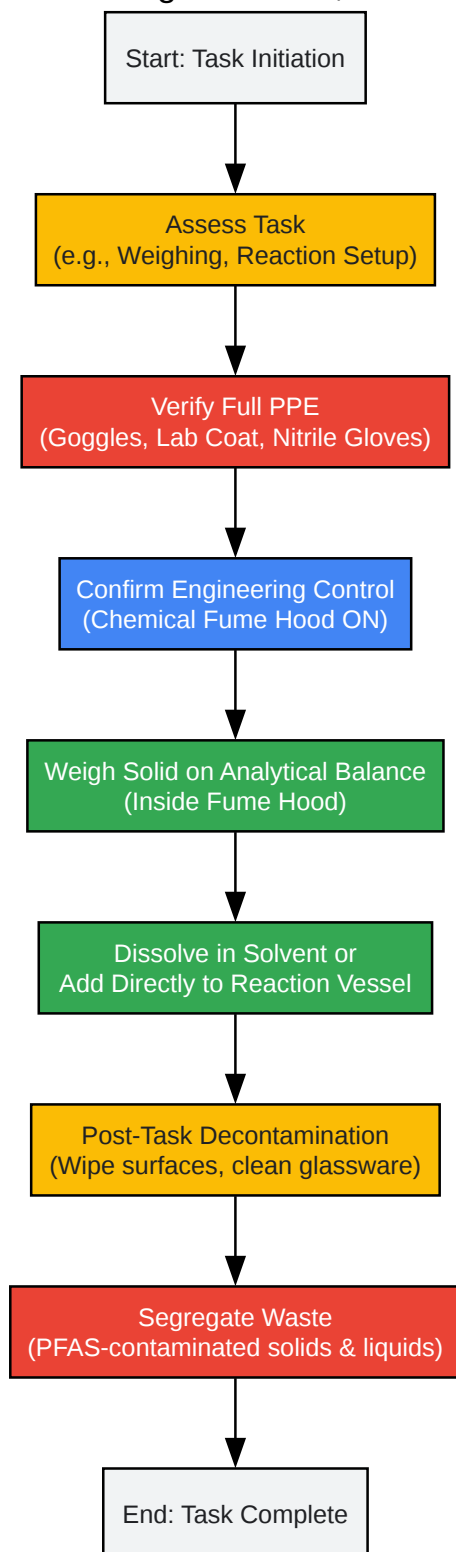 Start: Task Initiation
Assess Task
(e.g., Weighing, Reaction Setup)
Verify Full PPE
(Goggles, Lab Coat, Nitrile Gloves)
Confirm Engineering Control
(Chemical Fume Hood ON)
Weigh Solid on Analytical Balance
(Inside Fume Hood)
Dissolve in Solvent or
Add Directly to Reaction Vessel
Post-Task Decontamination
(Wipe surfaces, clean glassware)
Segregate Waste
(PFAS-contaminated solids & liquids)
End: Task Complete